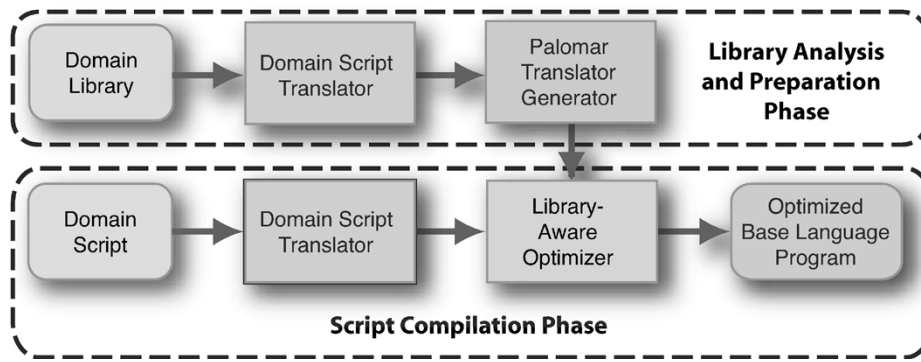 Domain
Library
Domain Script
Translator
Palomar
Translator
Generator
Library Analysis
and Preparation
Phase
Domain
Script
Domain Script
Translator
Library-
Aware
Optimizer
Optimized
Base Language
Program
Script Compilation Phase